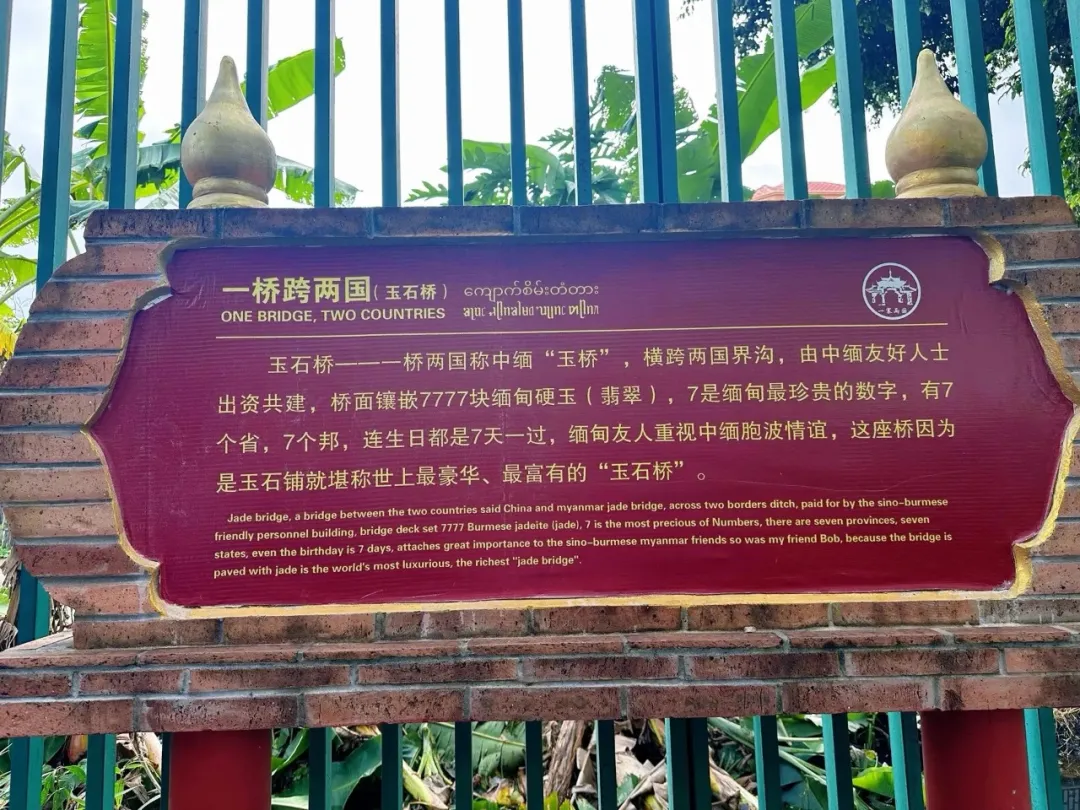 一桥跨两国（玉石桥） ကျောက်စိမ်းတံတား
ONE BRIDGE, TWO COUNTRIES
玉石桥———一桥两国称中缅“玉桥”，横跨两国界沟，由中缅友好人士
出资共建，桥面镶嵌7777块缅甸硬玉（翡翠），7是缅甸最珍贵的数字，有7
个省，7个邦，连生日都是7天一过，缅甸友人重视中缅胞波情谊，这座桥因为
是玉石铺就堪称世上最豪华、最富有的“玉石桥”。
Jade bridge, a bridge between the two countries said China and myanmar jade bridge, across two borders ditch, paid for by the sino-burmese
friendly personnel building, bridge deck set 7777 Burmese jadeite (jade), 7 is the most precious of Numbers, there are seven provinces, seven
states, even the birthday is 7 days, attaches great importance to the sino-burmese myanmar friends so was my friend Bob, because the bridge is
paved with jade is the world's most luxurious, the richest "jade bridge".